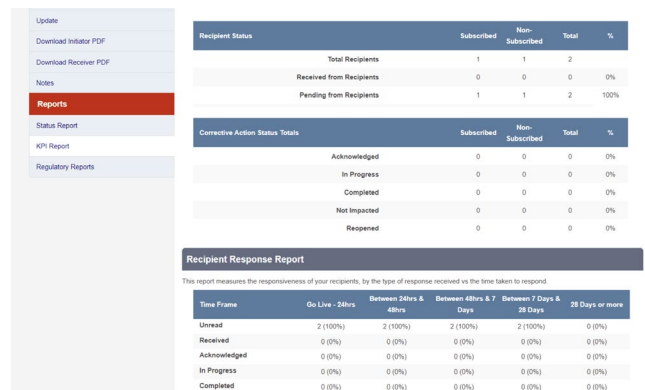 Update
Download Initiator PDF
Download Receiver PDF
Notes
Reports
Status Report
KPI Report
Regulatory Reports
Recipient Status Subscribed Non-Subscribed Total %
Total Recipients 1 1 2
Received from Recipients 0 0 0 0%
Pending from Recipients 1 1 2 100%
Corrective Action Status Totals Subscribed Non-Subscribed Total %
Acknowledged 0 0 0 0%
In Progress 0 0 0 0%
Completed 0 0 0 0%
Not Impacted 0 0 0 0%
Reopened 0 0 0 0%
Recipient Response Report
This report measures the responsiveness of your recipients, by the type of response received vs the time taken to respond.
Time Frame Go Live - 24hrs Between 24hrs & 48hrs Between 48hrs & 7 Days Between 7 Days & 28 Days 28 Days or more
Unread 2 (100%) 2 (100%) 2 (100%) 2 (100%) 0 (0%)
Received 0 (0%) 0 (0%) 0 (0%) 0 (0%) 0 (0%)
Acknowledged 0 (0%) 0 (0%) 0 (0%) 0 (0%) 0 (0%)
In Progress 0 (0%) 0 (0%) 0 (0%) 0 (0%) 0 (0%)
Completed 0 (0%) 0 (0%) 0 (0%) 0 (0%) 0 (0%)